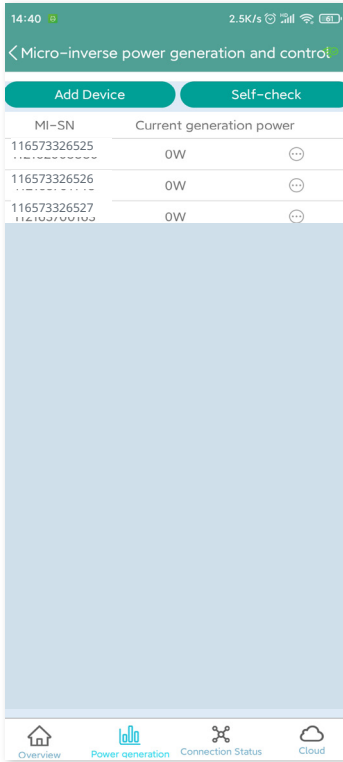 14:40 2.5K/s 61
Micro-inverse power generation and control
Add Device Self-check
MI-SN Current generation power
116573326525
0W
116573326526
0W
116573326527
0W
Overview Power generation Connection Status Cloud